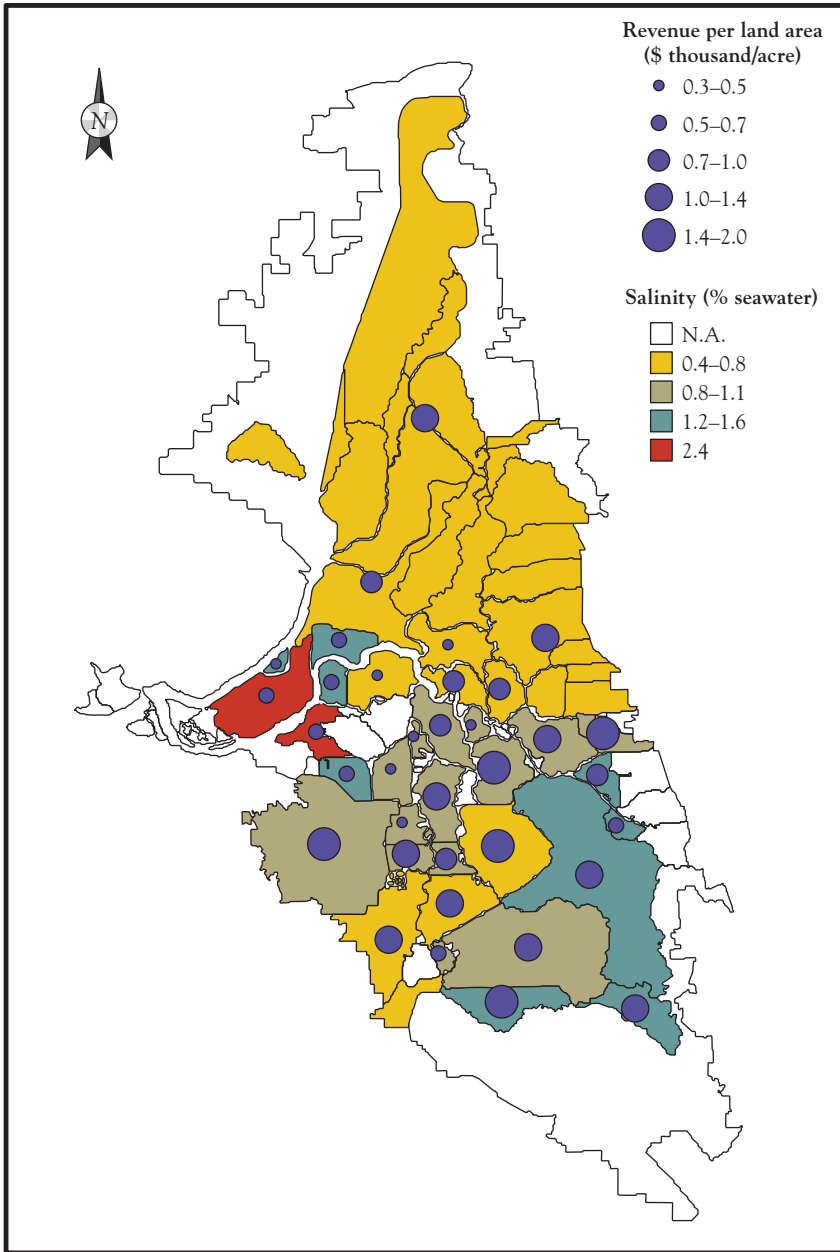 Revenue per land area
($ thousand/acre)
0.3–0.5
0.5–0.7
0.7–1.0
1.0–1.4
1.4–2.0
N
Salinity (% seawater)
N.A.
0.4–0.8
0.8–1.1
1.2–1.6
2.4